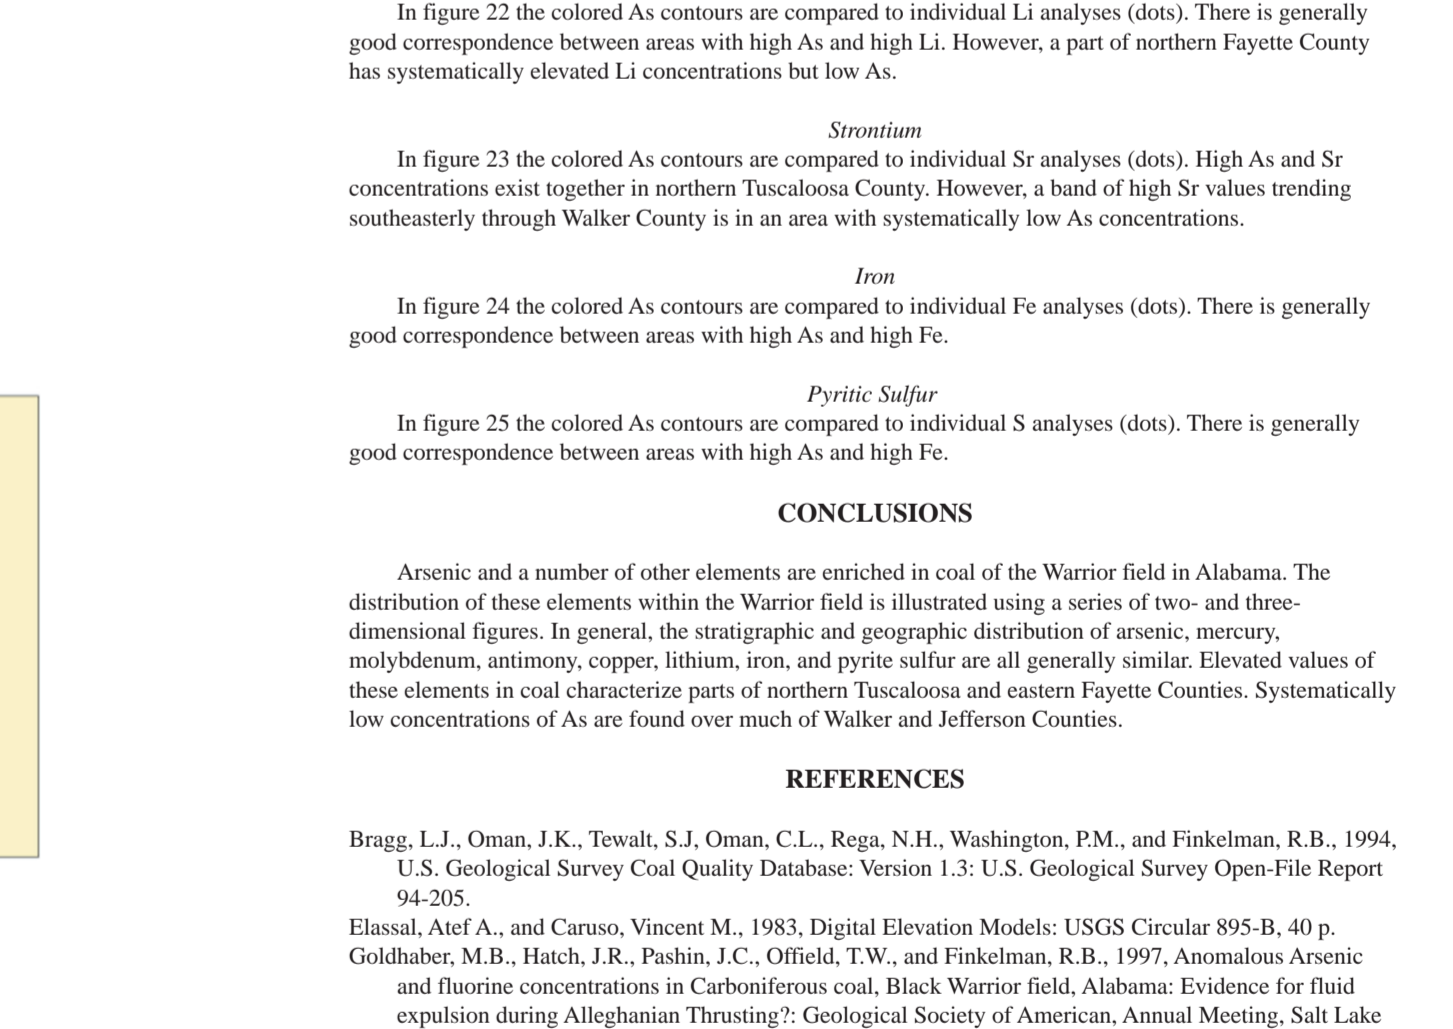 In figure 22 the colored As contours are compared to individual Li analyses (dots). There is generally
good correspondence between areas with high As and high Li. However, a part of northern Fayette County
has systematically elevated Li concentrations but low As.
Strontium
In figure 23 the colored As contours are compared to individual Sr analyses (dots). High As and Sr
concentrations exist together in northern Tuscaloosa County. However, a band of high Sr values trending
southeasterly through Walker County is in an area with systematically low As concentrations.
Iron
In figure 24 the colored As contours are compared to individual Fe analyses (dots). There is generally
good correspondence between areas with high As and high Fe.
Pyritic Sulfur
In figure 25 the colored As contours are compared to individual S analyses (dots). There is generally
good correspondence between areas with high As and high Fe.
CONCLUSIONS
Arsenic and a number of other elements are enriched in coal of the Warrior field in Alabama. The
distribution of these elements within the Warrior field is illustrated using a series of two- and three-
dimensional figures. In general, the stratigraphic and geographic distribution of arsenic, mercury,
molybdenum, antimony, copper, lithium, iron, and pyrite sulfur are all generally similar. Elevated values of
these elements in coal characterize parts of northern Tuscaloosa and eastern Fayette Counties. Systematically
low concentrations of As are found over much of Walker and Jefferson Counties.
REFERENCES
Bragg, L.J., Oman, J.K., Tewalt, S.J, Oman, C.L., Rega, N.H., Washington, P.M., and Finkelman, R.B., 1994,
U.S. Geological Survey Coal Quality Database: Version 1.3: U.S. Geological Survey Open-File Report
94-205.
Elassal, Atef A., and Caruso, Vincent M., 1983, Digital Elevation Models: USGS Circular 895-B, 40 p.
Goldhaber, M.B., Hatch, J.R., Pashin, J.C., Offield, T.W., and Finkelman, R.B., 1997, Anomalous Arsenic
and fluorine concentrations in Carboniferous coal, Black Warrior field, Alabama: Evidence for fluid
expulsion during Alleghanian Thrusting?: Geological Society of American, Annual Meeting, Salt Lake